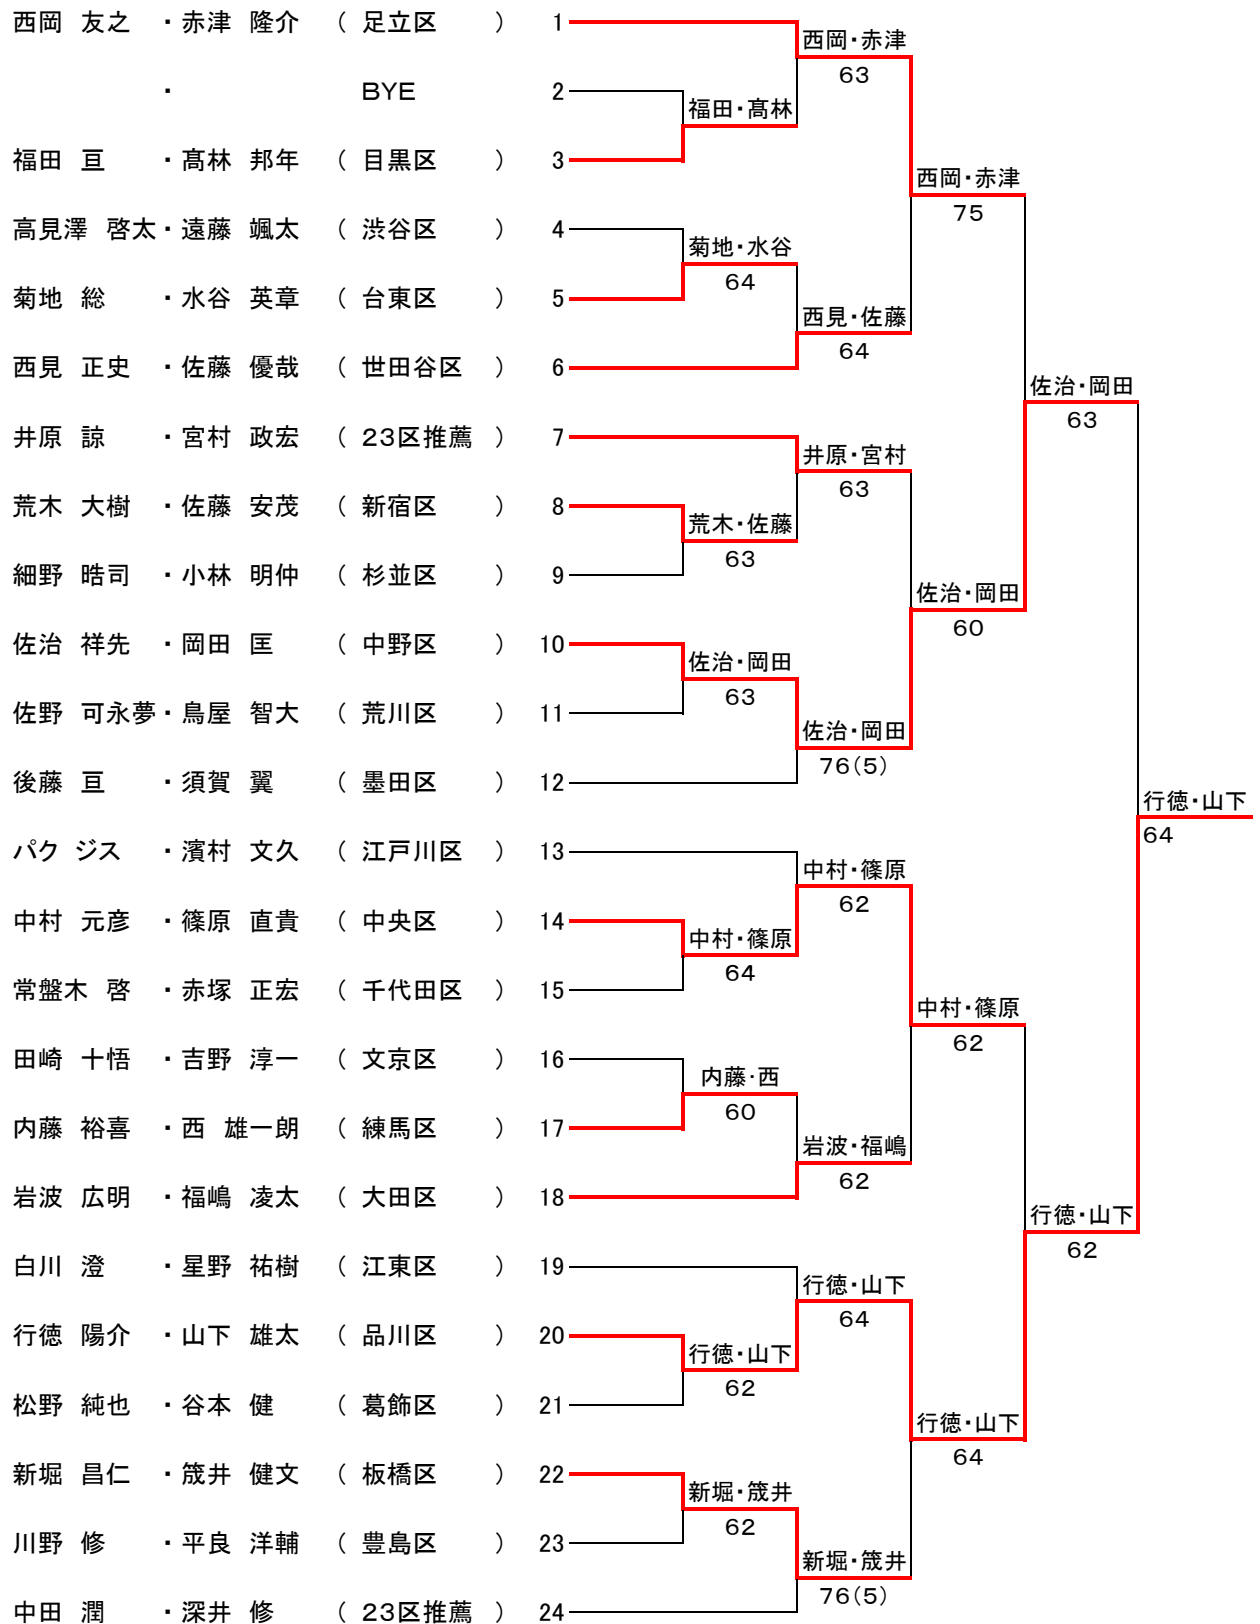 西岡 友之 ・赤津 隆介 ( 足立区 ) 1
西岡・赤津
63
・ BYE 2
福田・髙林
福田 亘 ・髙林 邦年 ( 目黒区 ) 3
西岡・赤津
75
高見澤 啓太・遠藤 颯太 ( 渋谷区 ) 4
菊地・水谷
64
菊地 総 ・水谷 英章 ( 台東区 ) 5
西見・佐藤
64
西見 正史 ・佐藤 優哉 ( 世田谷区 ) 6
佐治・岡田
63
井原 諒 ・宮村 政宏 ( 23区推薦 ) 7
井原・宮村
63
荒木 大樹 ・佐藤 安茂 ( 新宿区 ) 8
荒木・佐藤
63
細野 晧司 ・小林 明仲 ( 杉並区 ) 9
佐治・岡田
60
佐治 祥先 ・岡田 匡 ( 中野区 ) 10
佐治・岡田
63
佐野 可永夢・鳥屋 智大 ( 荒川区 ) 11
佐治・岡田
76(5)
後藤 亘 ・須賀 翼 ( 墨田区 ) 12
行徳・山下
64
パク ジス ・濱村 文久 ( 江戸川区 ) 13
中村・篠原
62
中村 元彦 ・篠原 直貴 ( 中央区 ) 14
中村・篠原
64
常盤木 啓 ・赤塚 正宏 ( 千代田区 ) 15
中村・篠原
62
田崎 十悟 ・吉野 淳一 ( 文京区 ) 16
内藤・西
60
内藤 裕喜 ・西 雄一朗 ( 練馬区 ) 17
岩波・福嶋
62
岩波 広明 ・福嶋 凌太 ( 大田区 ) 18
行徳・山下
62
白川 澄 ・星野 祐樹 ( 江東区 ) 19
行徳・山下
64
行徳 陽介 ・山下 雄太 ( 品川区 ) 20
行徳・山下
62
松野 純也 ・谷本 健 ( 葛飾区 ) 21
行徳・山下
64
新堀 昌仁 ・筬井 健文 ( 板橋区 ) 22
新堀・筬井
62
川野 修 ・平良 洋輔 ( 豊島区 ) 23
新堀・筬井
76(5)
中田 潤 ・深井 修 ( 23区推薦 ) 24